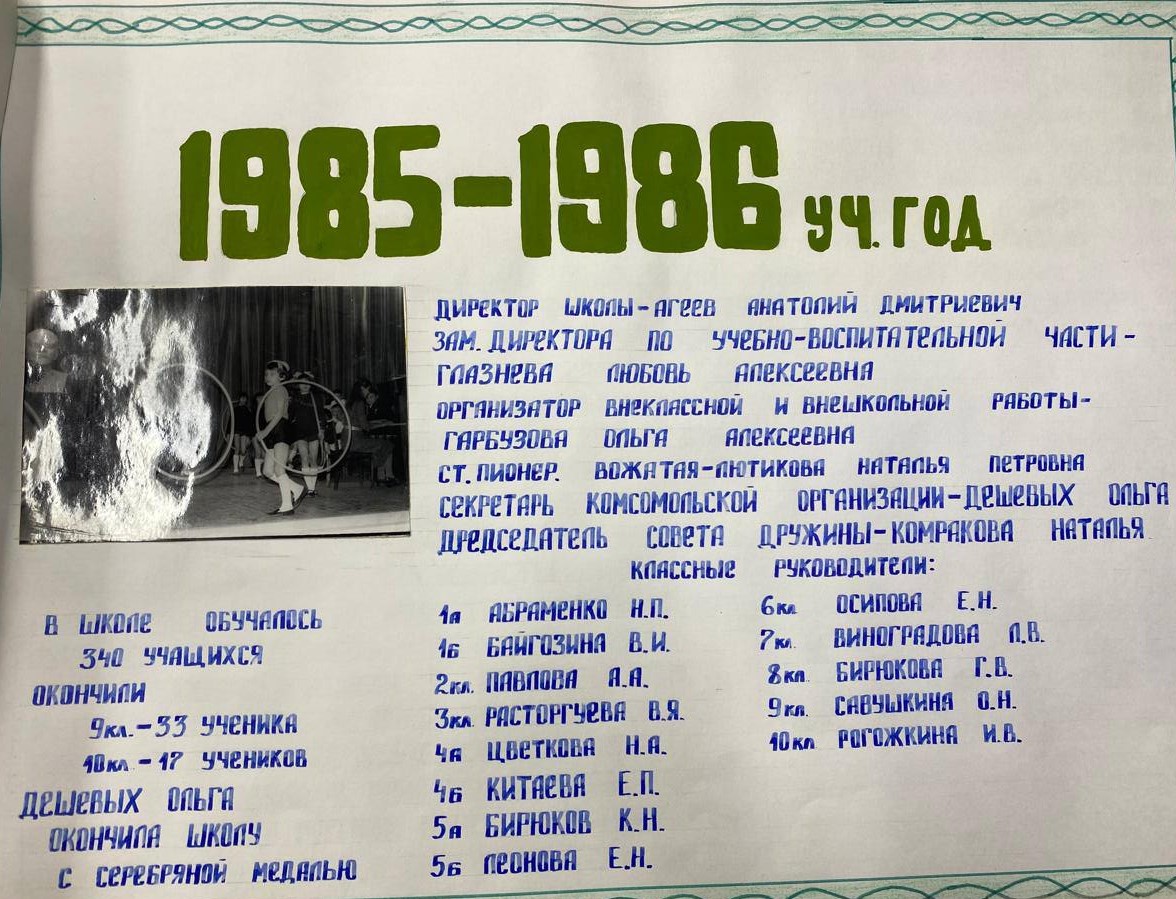 1985-1986 УЧ. ГОД
ДИРЕКТОР ШКОЛЫ-АГЕЕВ АНАТОЛИЙ ДМИТРИЕВИЧ
ЗАМ. ДИРЕКТОРА ПО УЧЕБНО-ВОСПИТАТЕЛЬНОЙ ЧАСТИ-
ГЛАЗНЕВА ЛЮБОВЬ АЛЕКСЕЕВНА
ОРГАНИЗАТОР ВНЕКЛАССНОЙ И ВНЕШКОЛЬНОЙ РАБОТЫ-
ГАРБУЗОВА ОЛЬГА АЛЕКСЕЕВНА
СТ. ПИОНЕР. ВОЖАТАЯ-ЛЮТИКОВА НАТАЛЬЯ ПЕТРОВНА
СЕКРЕТАРЬ КОМСОМОЛЬСКОЙ ОРГАНИЗАЦИИ-ДЕШЕВЫХ ОЛЬГА
ПРЕДСЕДАТЕЛЬ СОВЕТА ДРУЖИНЫ-КОМРАКОВА НАТАЛЬЯ
КЛАССНЫЕ РУКОВОДИТЕЛИ:
1а АБРАМЕНКО Н.П.
1б БАЙГОЗИНА В.И.
2кл. ПАВЛОВА А.А.
3кл. РАСТОРГУЕВА В.Я.
4а ЦВЕТКОВА Н.А.
4б КИТАЕВА Е.П.
5а БИРЮКОВ К.Н.
5б ЛЕОНОВА Е.Н.
6кл. ОСИПОВА Е.Н.
7кл. ВИНОГРАДОВА Л.В.
8кл. БИРЮКОВА Г.В.
9кл. САВУШКИНА О.Н.
10кл РОГОЖКИНА И.В.
В ШКОЛЕ ОБУЧАЛОСЬ
340 УЧАЩИХСЯ
ОКОНЧИЛИ
9кл.-33 УЧЕНИКА
10кл.-17 УЧЕНИКОВ
ДЕШЕВЫХ ОЛЬГА
ОКОНЧИЛА ШКОЛУ
С СЕРЕБРЯНОЙ МЕДАЛЬЮ